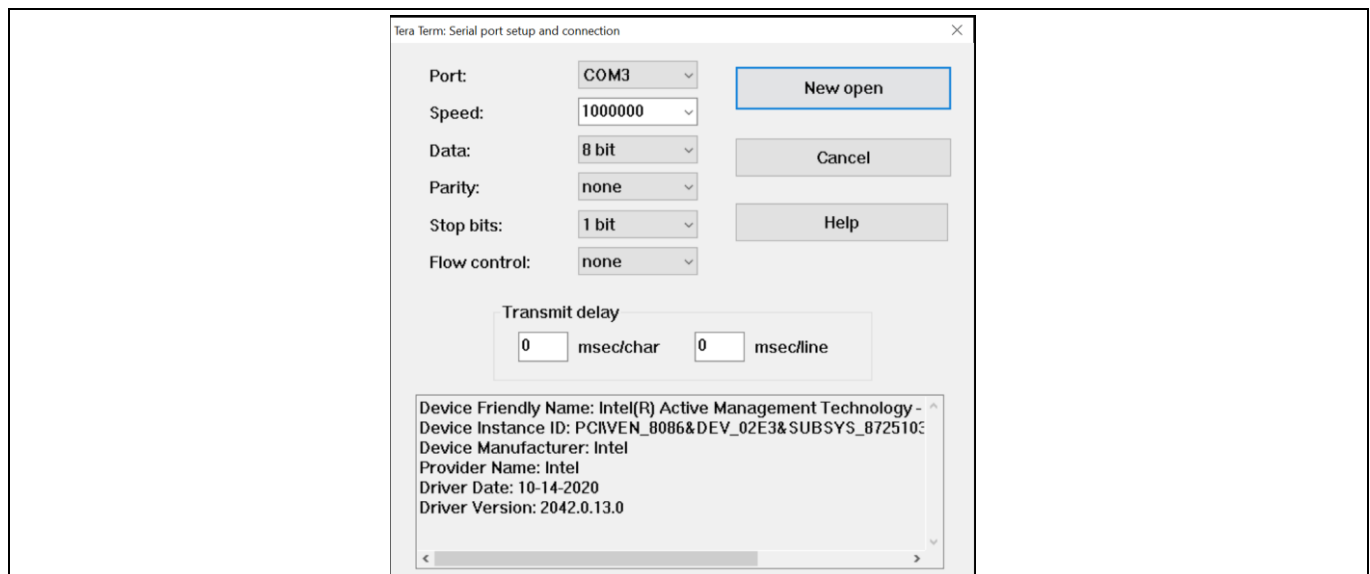 Tera Term: Serial port setup and connection
Port: COM3 New open
Speed: 1000000
Data: 8 bit Cancel
Parity: none
Stop bits: 1 bit Help
Flow control: none
Transmit delay
0 msec/char 0 msec/line
Device Friendly Name: Intel(R) Active Management Technology -
Device Instance ID: PCI\VEN_8086&DEV_02E3&SUBSYS_8725103
Device Manufacturer: Intel
Provider Name: Intel
Driver Date: 10-14-2020
Driver Version: 2042.0.13.0